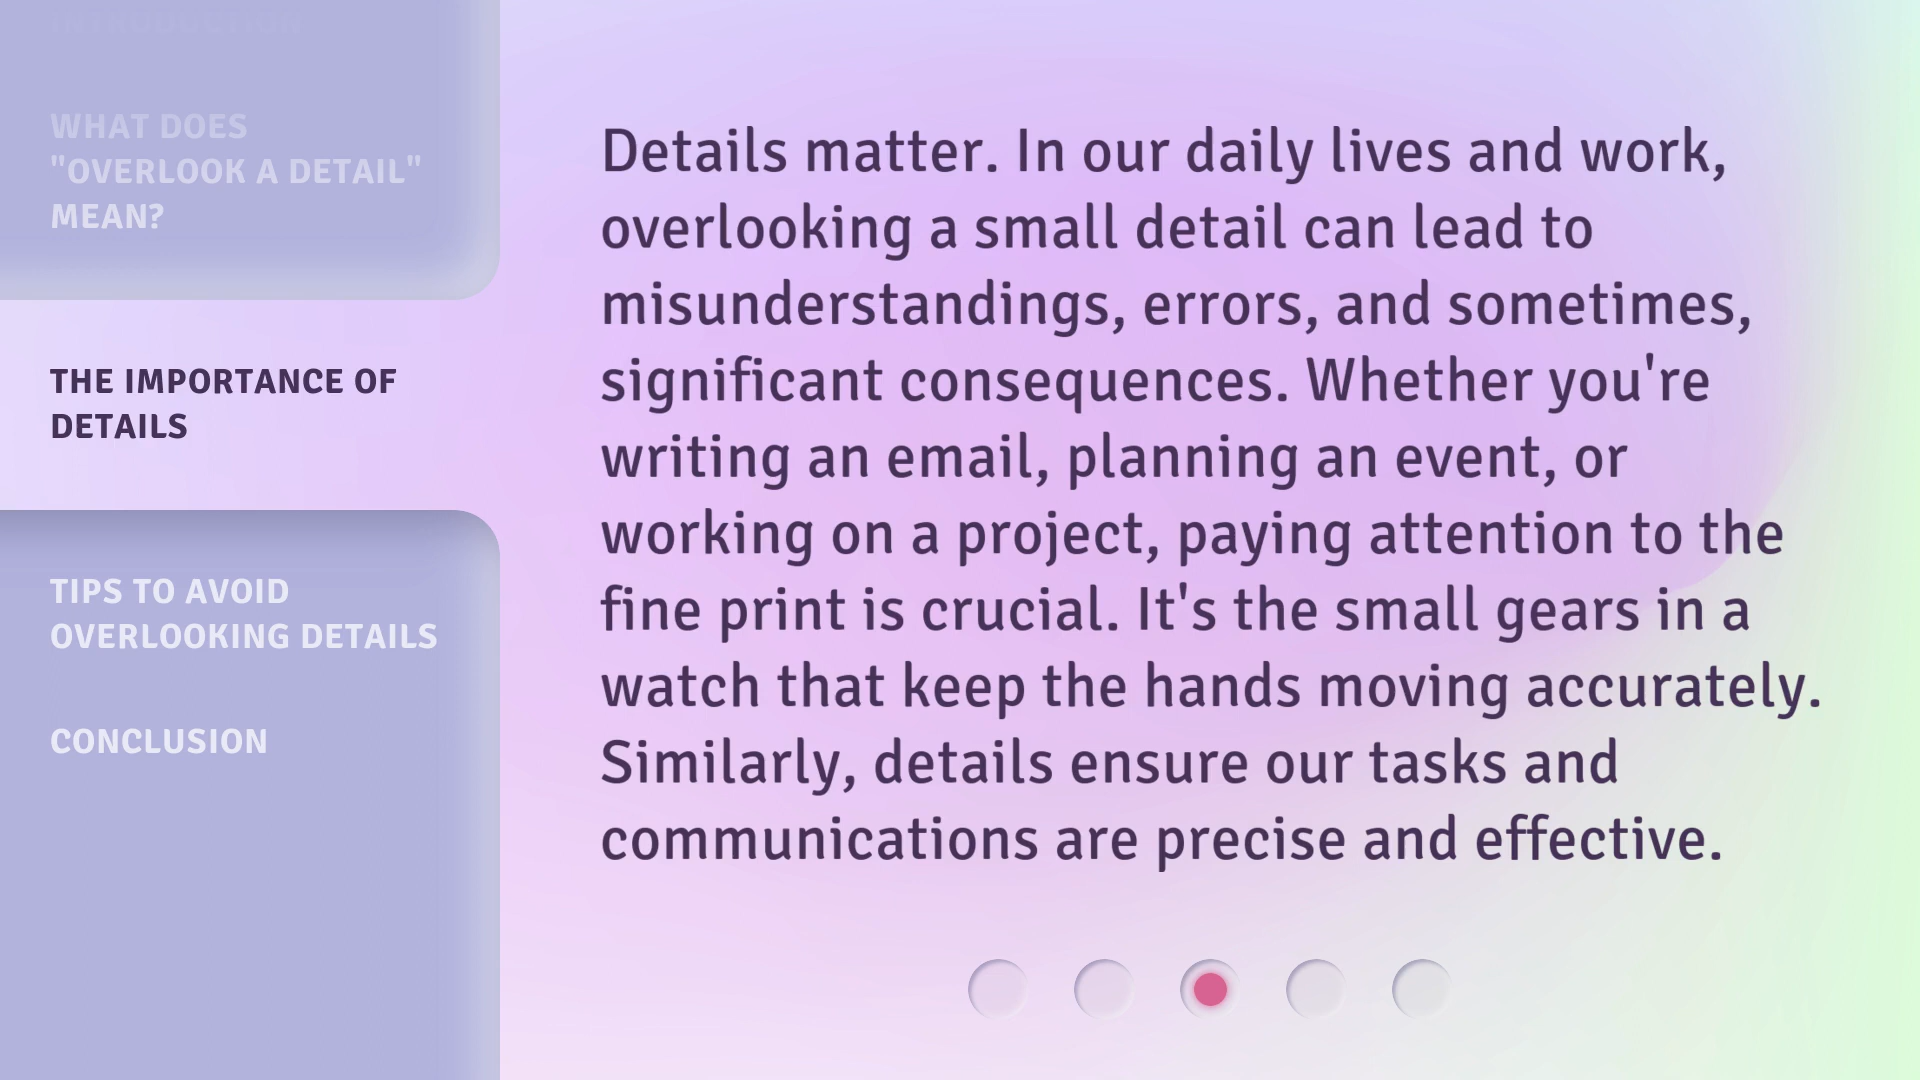 INTRODUCTION
WHAT DOES
"OVERLOOK A DETAIL"
MEAN?
THE IMPORTANCE OF
DETAILS
TIPS TO AVOID
OVERLOOKING DETAILS
CONCLUSION
Details matter. In our daily lives and work,
overlooking a small detail can lead to
misunderstandings, errors, and sometimes,
significant consequences. Whether you're
writing an email, planning an event, or
working on a project, paying attention to the
fine print is crucial. It's the small gears in a
watch that keep the hands moving accurately.
Similarly, details ensure our tasks and
communications are precise and effective.